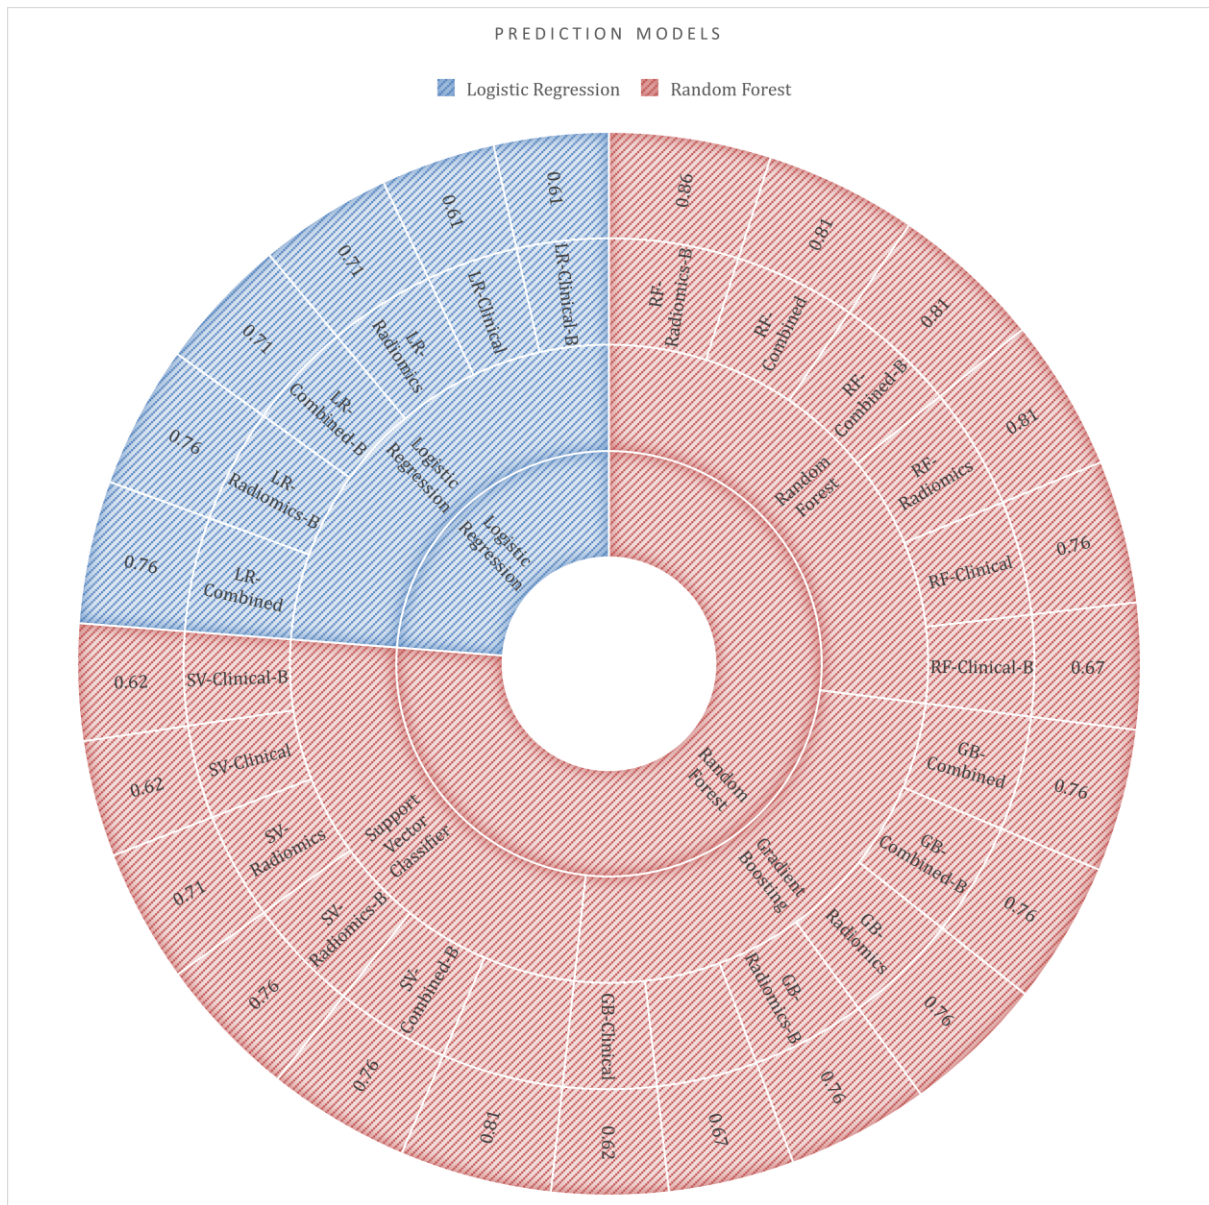 PREDICTION MODELS
Logistic Regression
Random Forest
0.86
RF-
Radiomics-B
0.81
RF-
Combined
0.81
RF-
Combined-B
0.81
RF-
Radiomics
0.76
RF-Clinical
0.67
RF-Clinical-B
Random
Forest
0.76
GB-
Combined
0.76
GB-
Combined-B
0.76
GB-
Radiomics
0.76
GB-
Radiomics-B
0.67
0.62
GB-Clinical
Gradient
Boosting
Random
Forest
0.81
0.76
SV-
Combined-B
0.76
SV-
Radiomics-B
0.71
SV-
Radiomics
0.62
SV-Clinical
0.62
SV-Clinical-B
Support
Vector
Classifier
0.76
LR-
Combined
0.76
LR-
Radiomics-B
0.71
LR-
Combined-B
0.71
LR-
Radiomics
0.61
LR-Clinical
0.61
LR-Clinical-B
Logistic
Regression
Logistic
Regression